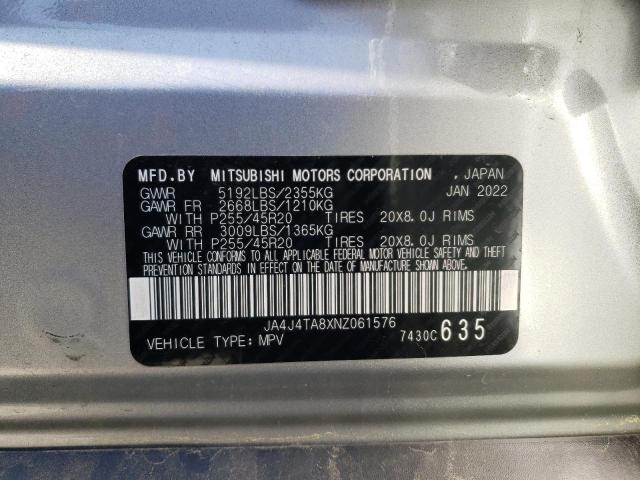 MFD.BY MITSUBISHI MOTORS CORPORATION , JAPAN
GVWR 5192LBS/2355KG JAN 2022
GAWR FR 2668LBS/1210KG
WITH P255/45R20 TIRES 20X8.0J RIMS
GAWR RR 3009LBS/1365KG
WITH P255/45R20 TIRES 20X8.0J RIMS
THIS VEHICLE CONFORMS TO ALL APPLICABLE FEDERAL MOTOR VEHICLE SAFETY AND THEFT
PREVENTION STANDARDS IN EFFECT ON THE DATE OF MANUFACTURE SHOWN ABOVE.
JA4J4TA8XNZ061576
VEHICLE TYPE: MPV 7430C 635